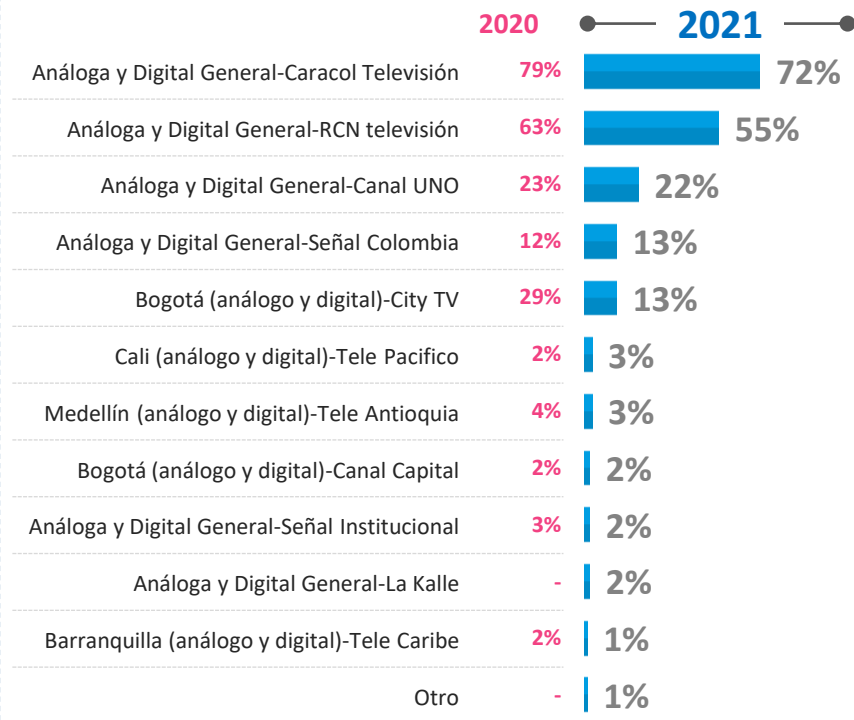 2020 2021
Análoga y Digital General-Caracol Televisión 79% 72%
Análoga y Digital General-RCN televisión 63% 55%
Análoga y Digital General-Canal UNO 23% 22%
Análoga y Digital General-Señal Colombia 12% 13%
Bogotá (análogo y digital)-City TV 29% 13%
Cali (análogo y digital)-Tele Pacifico 2% 3%
Medellín (análogo y digital)-Tele Antioquia 4% 3%
Bogotá (análogo y digital)-Canal Capital 2% 2%
Análoga y Digital General-Señal Institucional 3% 2%
Análoga y Digital General-La Kalle - 2%
Barranquilla (análogo y digital)-Tele Caribe 2% 1%
Otro - 1%